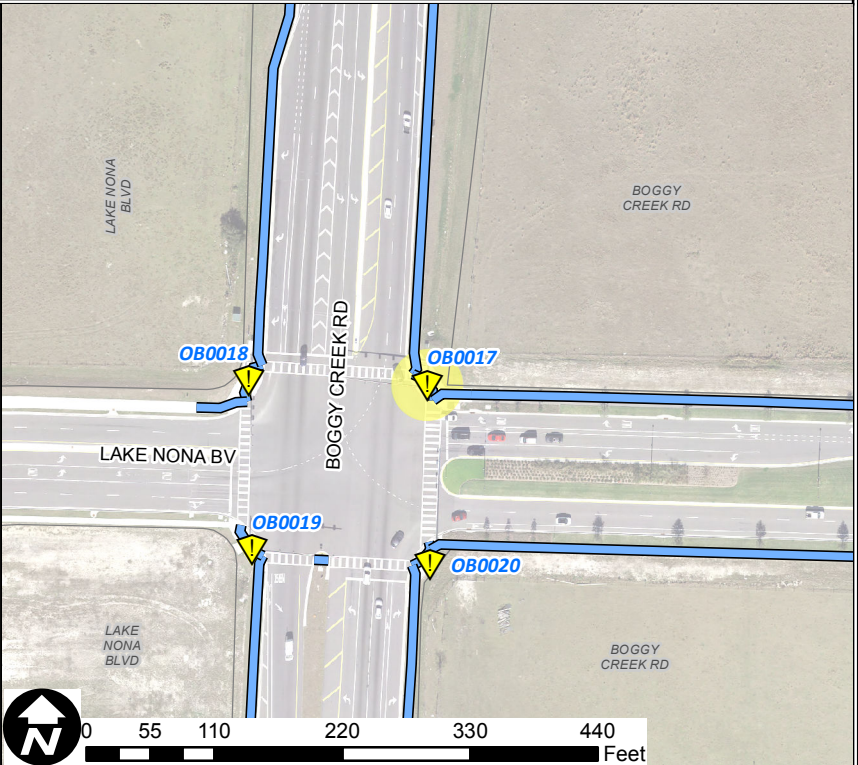 LAKE NONA
BLVD
BOGGY
CREEK RD
BOGGY CREEK RD
OB0018
OB0017
LAKE NONA BV
OB0019
OB0020
LAKE
NONA
BLVD
BOGGY
CREEK RD
N
0 55 110 220 330 440
Feet